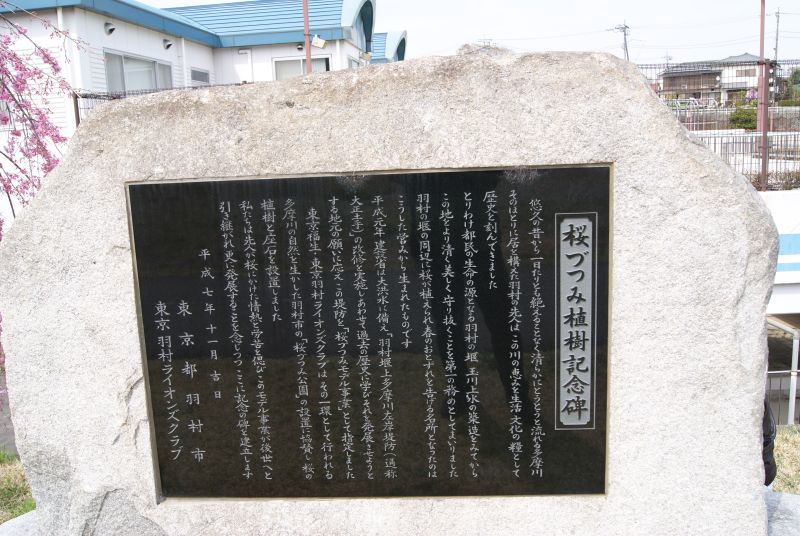 桜づつみ植樹記念碑
悠久の昔から一日たりとも絶えることなく清らかにとうとうと流れる多摩川
そのほとりに居を構えた羽村の先人は この川の恵みを生活 文化の糧として
歴史を刻んできました
とりわけ都民の生命の源となる羽村の堰 玉川上水の築造をみてから
この地をより清く美しく守り抜くことを第一の務めとしてまいりました
羽村の堰の周辺に桜が植えられ春のおとずれを告げる名所となったのは
こうした営みから生まれたものです
平成元年建設省は大洪水に備え「羽村堰上多摩川左岸堤防（通称
大正土手）」の改修を実施しあわせて過去の歴史に学びそれを発展させようと
する地元の願いに応え この堤防を「桜づつみモデル事業」として指定しました
東京福生・東京羽村ライオンズクラブは その一環として行われる
多摩川の自然を生かした羽村市の「桜づつみ公園」の設置に協賛し 桜の
植樹と座石を設置しました
私たちは先人が桜にかけた情熱と労苦を偲び このモデル事業が後世へと
引き継がれ更に発展することを念じつつ ここに記念の碑を建立します
平成七年十一月吉日
東京都羽村市
東京羽村ライオンズクラブ